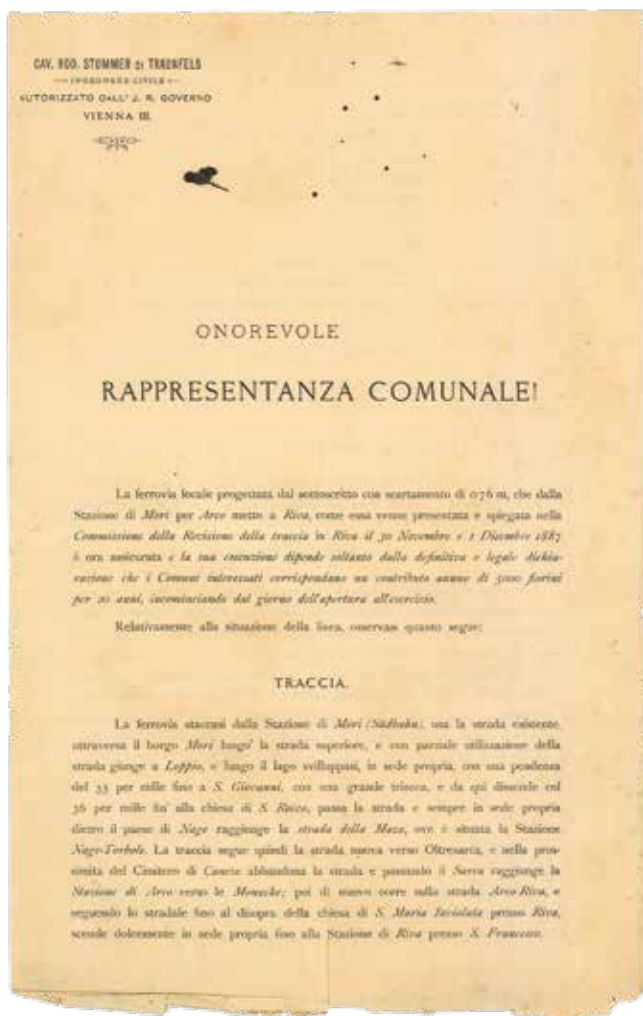 CAV. ROD. STUMMER DI TRAUNFELS
INGEGNERE CIVILE
AUTORIZZATO DALL' J. R. GOVERNO
VIENNA III.
ONOREVOLE
RAPPRESENTANZA COMUNALE!
La ferrovia locale progettata dal sottoscritto con scartamento di 0·76 m, che dalla
Stazione di Mori per Arco mette a Riva, come essa venne presentata e spiegata nella
Commissione della Revisione della traccia in Riva il 30 Novembre e 1 Dicembre 1887
è ora assicurata e la sua esecuzione dipende soltanto dalla definitiva e legale dichia-
razione che i Comuni interessati corrispondano un contributo annuo di 5000 fiorini
per 20 anni, incominciando dal giorno dell'apertura all'esercizio.
Relativamente alla situazione della linea, osservasi quanto segue:
TRACCIA.
La ferrovia staccasi dalla Stazione di Mori (Südbahn), usa la strada esistente,
attraversa il borgo Mori lungo la strada superiore, e con parziale utilizzazione della
strada giunge a Loppio, e lungo il lago sviluppasi, in sede propria, con una pendenza
del 33 per mille fino a S. Giovanni, con una grande trincea, e da qui discende col
36 per mille fin' alla chiesa di S. Rocco, passa la strada e sempre in sede propria
dietro il paese di Nago raggiunge la strada della Maza, ove è situata la Stazione
Nago-Torbole. La traccia segue quindi la strada nuova verso Oltresarca, e nella pros-
simità del Cimitero di Caneve abbandona la strada e passando il Sarca raggiunge la
Stazione di Arco verso le Monache; poi di nuovo corre sulla strada Arco-Riva, e
seguendo lo stradale fino al disopra della chiesa di S. Maria Inviolata presso Riva,
scende dolcemente in sede propria fino alla Stazione di Riva presso S. Francesco.